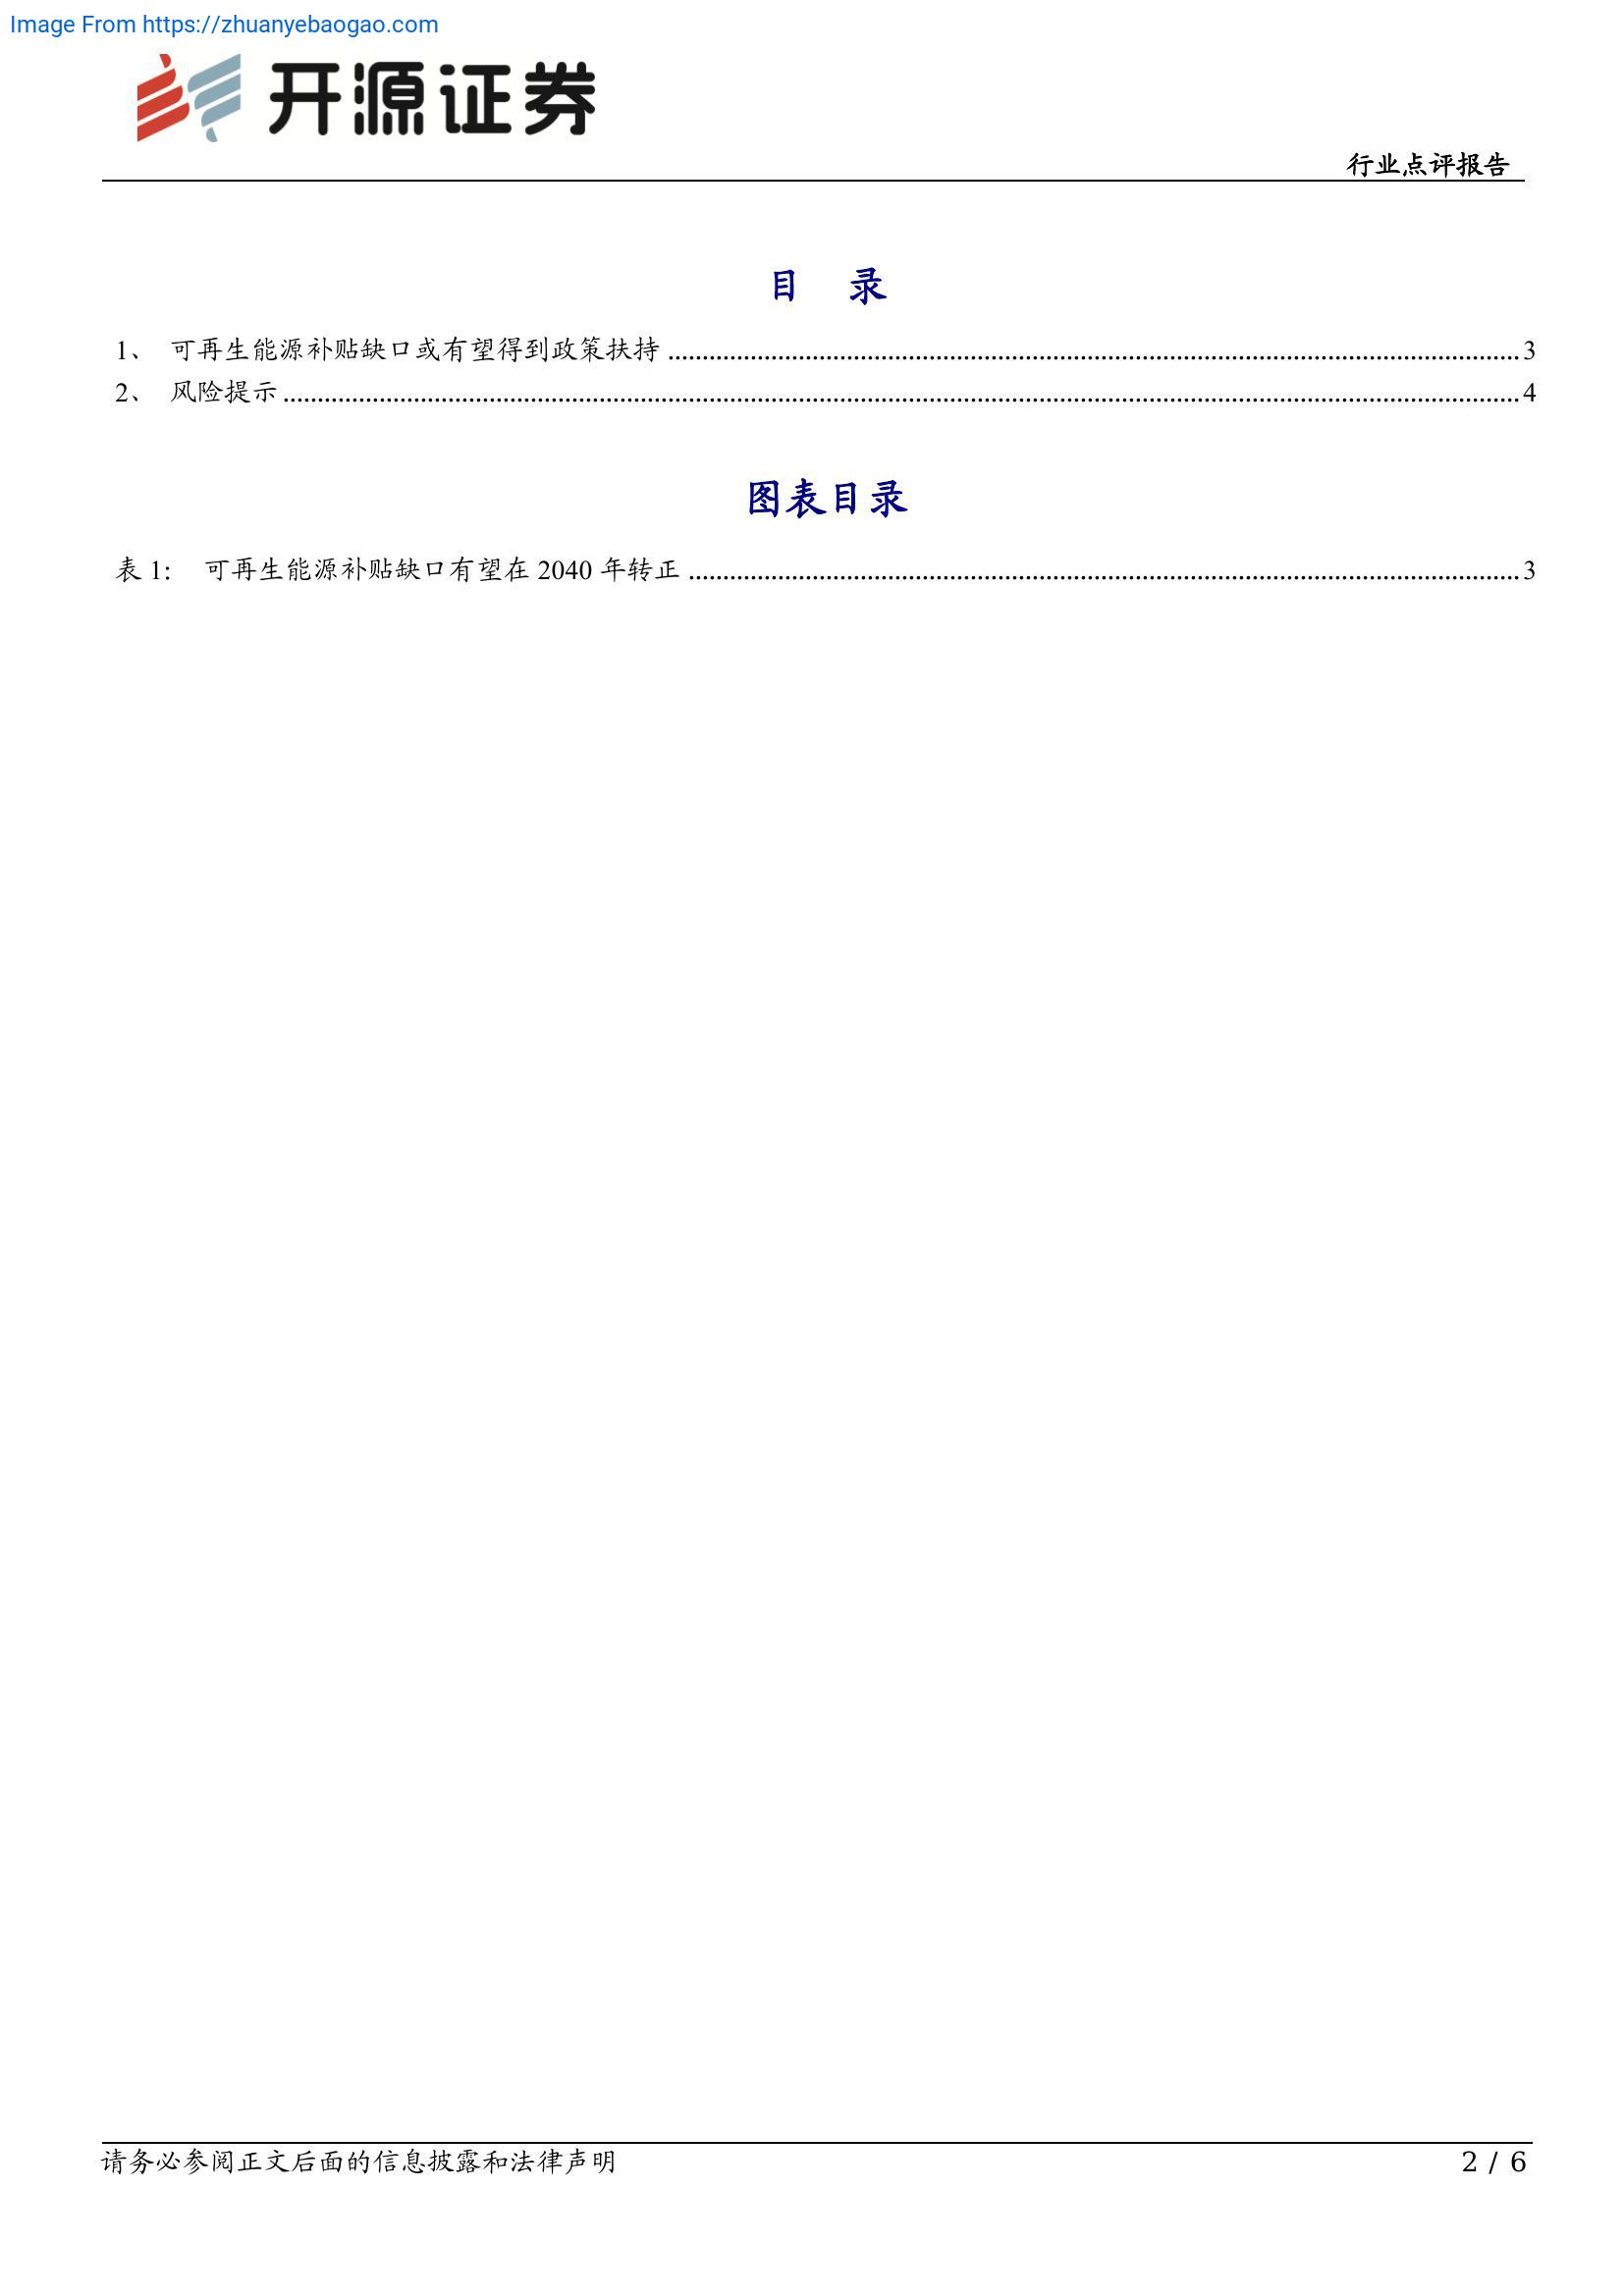 Image From https://zhuanyebaogao.com
开源证券
行业点评报告
目 录
1、 可再生能源补贴缺口或有望得到政策扶持 ........................................ 3
2、 风险提示 ........................................ 4
图表目录
表 1: 可再生能源补贴缺口有望在 2040 年转正 ........................................ 3
请务必参阅正文后面的信息披露和法律声明 2 / 6